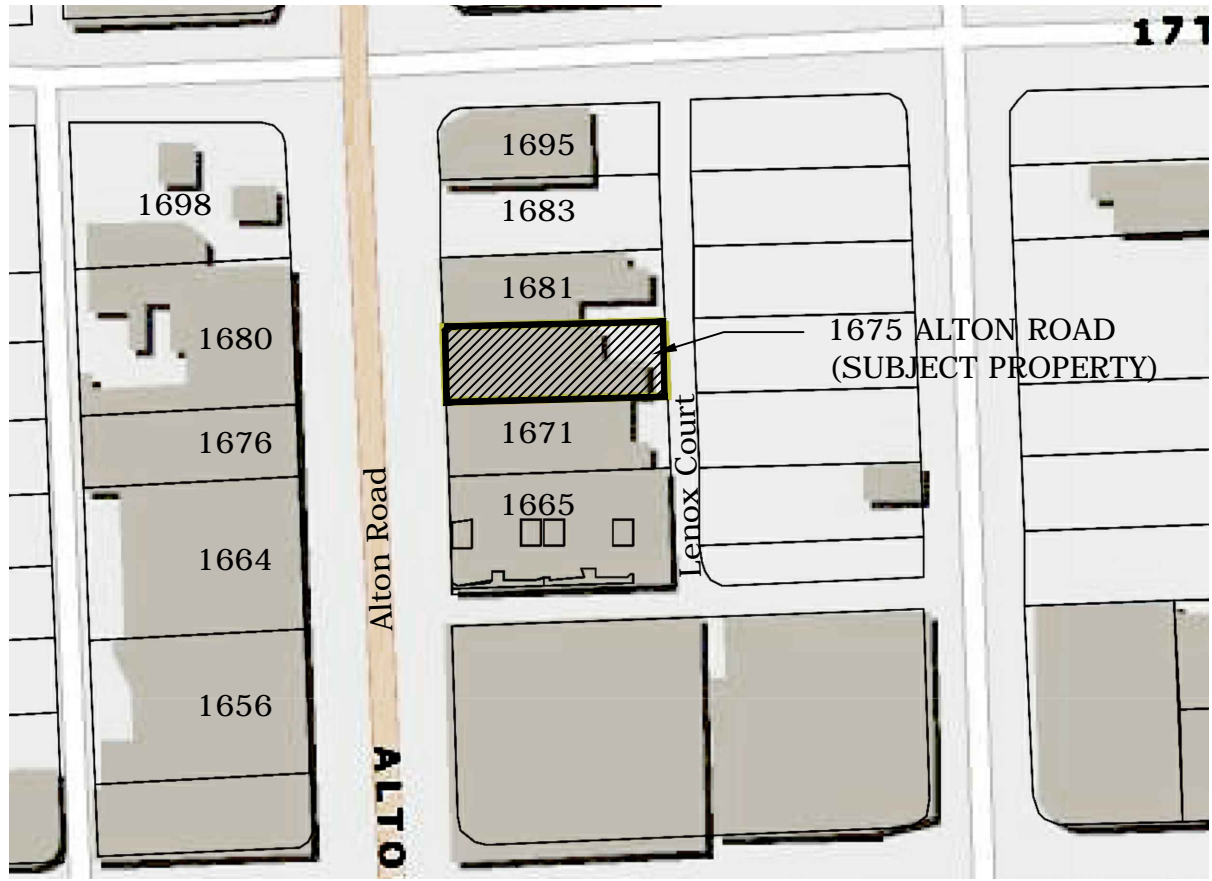 17T
1695
1698
1683
1681
1680
1675 ALTON ROAD
(SUBJECT PROPERTY)
1676
1671
1665
Lenox Court
Alton Road
1664
1656
ALTO